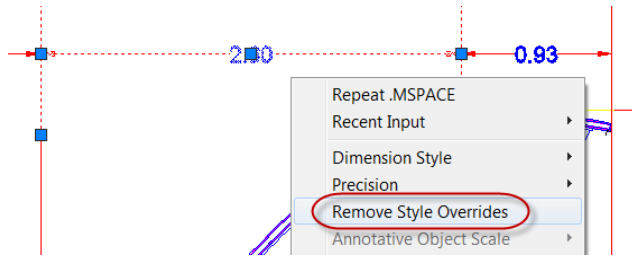 0.93
Repeat .MSPACE
Recent Input
Dimension Style
Precision
Remove Style Overrides
Annotative Object Scale